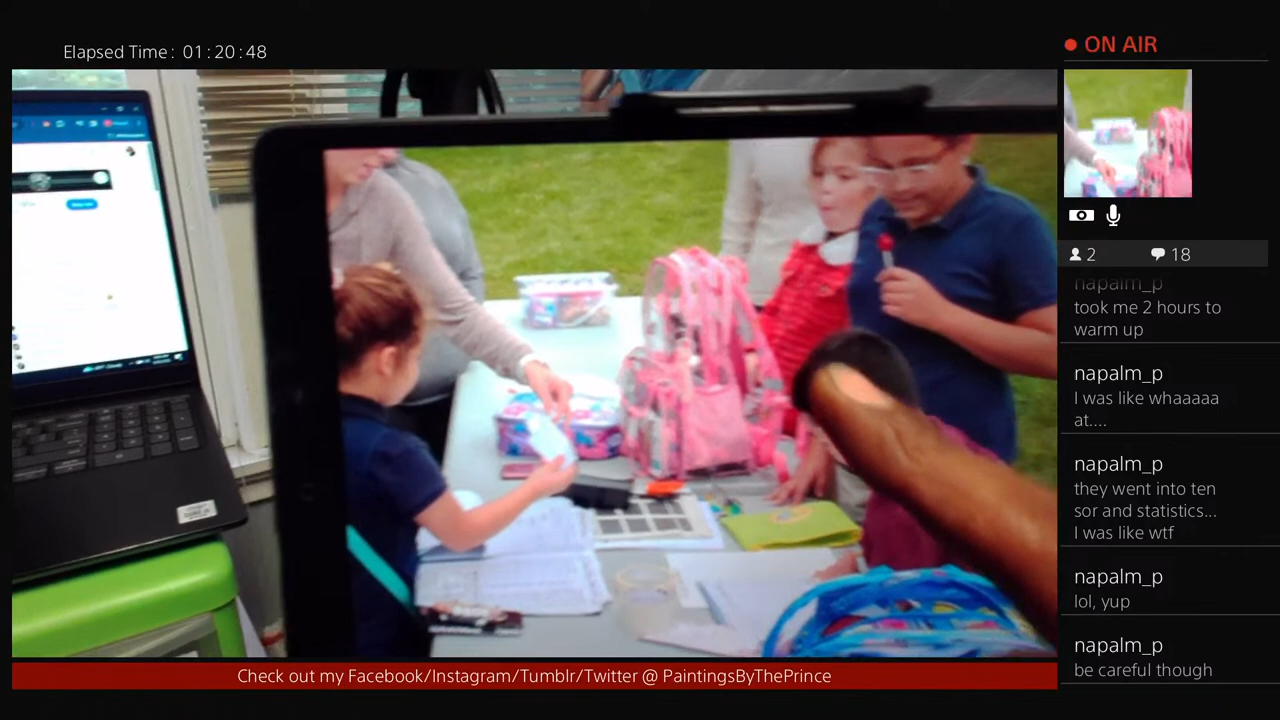 Elapsed Time: 01:20:48
ON AIR
2
18
napalm_p
took me 2 hours to
warm up
napalm_p
I was like whaaaaa
at....
napalm_p
they went into ten
sor and statistics...
I was like wtf
napalm_p
lol, yup
napalm_p
be careful though
Check out my Facebook/Instagram/Tumblr/Twitter @ PaintingsByThePrince